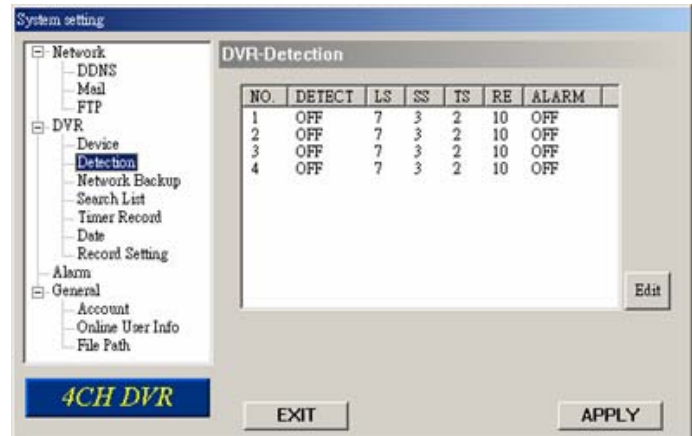 System setting
Network
DDNS
Mail
FTP
DVR
Device
Detection
Network Backup
Search List
Timer Record
Date
Record Setting
Alarm
General
Account
Online User Info
File Path
4CH DVR
DVR-Detection
NO. DETECT LS SS TS RE ALARM
1 OFF 7 3 2 10 OFF
2 OFF 7 3 2 10 OFF
3 OFF 7 3 2 10 OFF
4 OFF 7 3 2 10 OFF
Edit
EXIT
APPLY